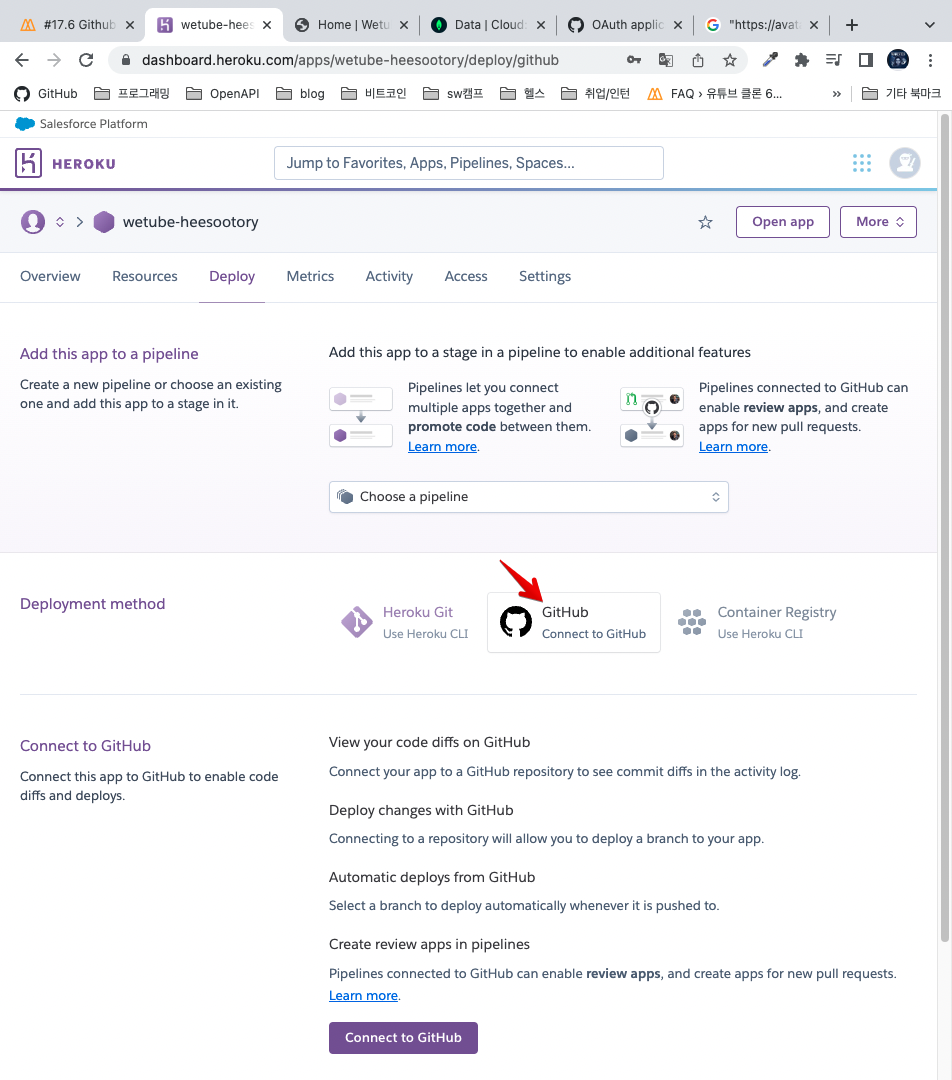 #17.6 Github
wetube-hees
Home | Wetu
Data | Cloud:
OAuth applic
"https://avat
dashboard.heroku.com/apps/wetube-heesootory/deploy/github
GitHub
프로그래밍
OpenAPI
blog
비트코인
sw캠프
헬스
취업/인턴
FAQ › 유튜브 클론 6...
»
기타 북마크
Salesforce Platform
HEROKU
Jump to Favorites, Apps, Pipelines, Spaces...
wetube-heesootory
Open app
More
Overview
Resources
Deploy
Metrics
Activity
Access
Settings
Add this app to a pipeline
Create a new pipeline or choose an existing
one and add this app to a stage in it.
Add this app to a stage in a pipeline to enable additional features
Pipelines let you connect
multiple apps together and
promote code between them.
Learn more.
Pipelines connected to GitHub can
enable review apps, and create
apps for new pull requests.
Learn more.
Choose a pipeline
Deployment method
Heroku Git
Use Heroku CLI
GitHub
Connect to GitHub
Container Registry
Use Heroku CLI
Connect to GitHub
Connect this app to GitHub to enable code
diffs and deploys.
View your code diffs on GitHub
Connect your app to a GitHub repository to see commit diffs in the activity log.
Deploy changes with GitHub
Connecting to a repository will allow you to deploy a branch to your app.
Automatic deploys from GitHub
Select a branch to deploy automatically whenever it is pushed to.
Create review apps in pipelines
Pipelines connected to GitHub can enable review apps, and create apps for new pull requests.
Learn more.
Connect to GitHub